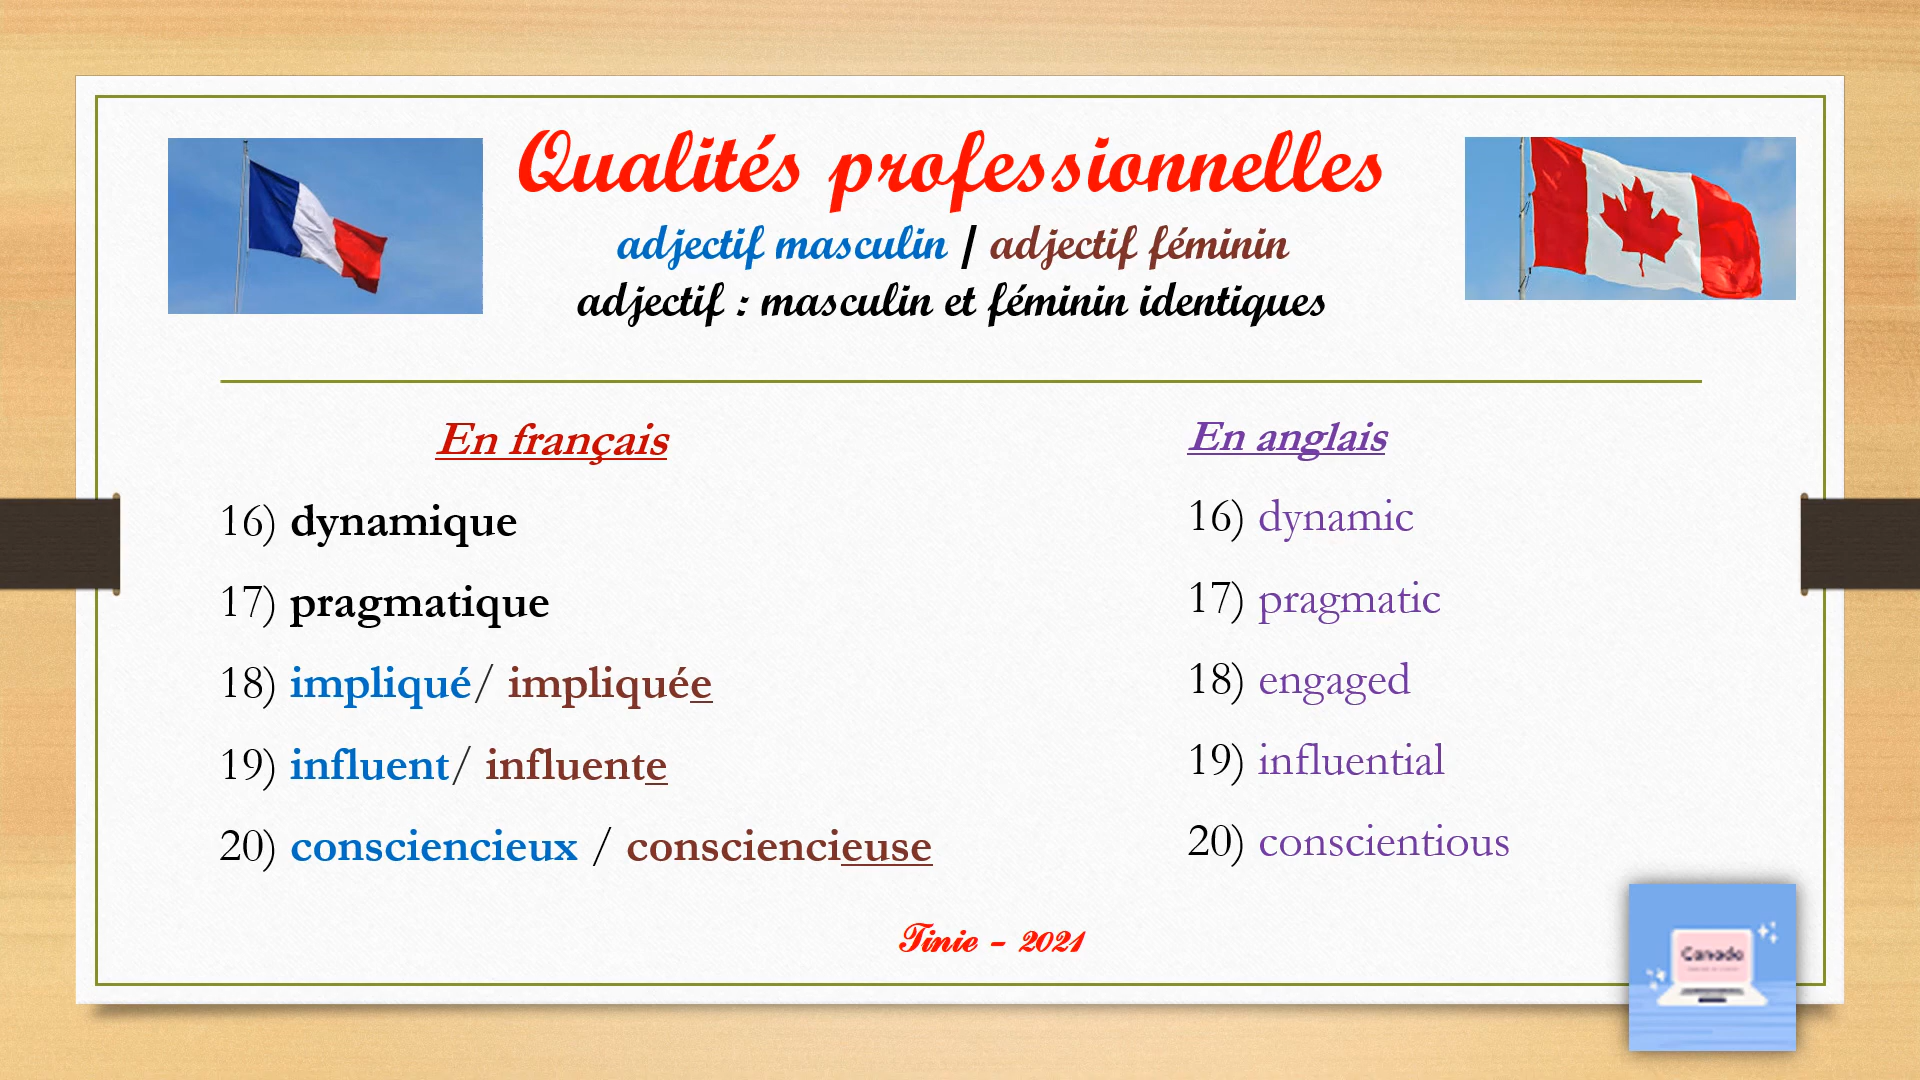 Qualités professionnelles
adjectif masculin / adjectif féminin
adjectif : masculin et féminin identiques
En français
16) dynamique
17) pragmatique
18) impliqué/ impliquée
19) influent/ influente
20) consciencieux / consciencieuse
En anglais
16) dynamic
17) pragmatic
18) engaged
19) influential
20) conscientious
Tinie - 2021
Canada